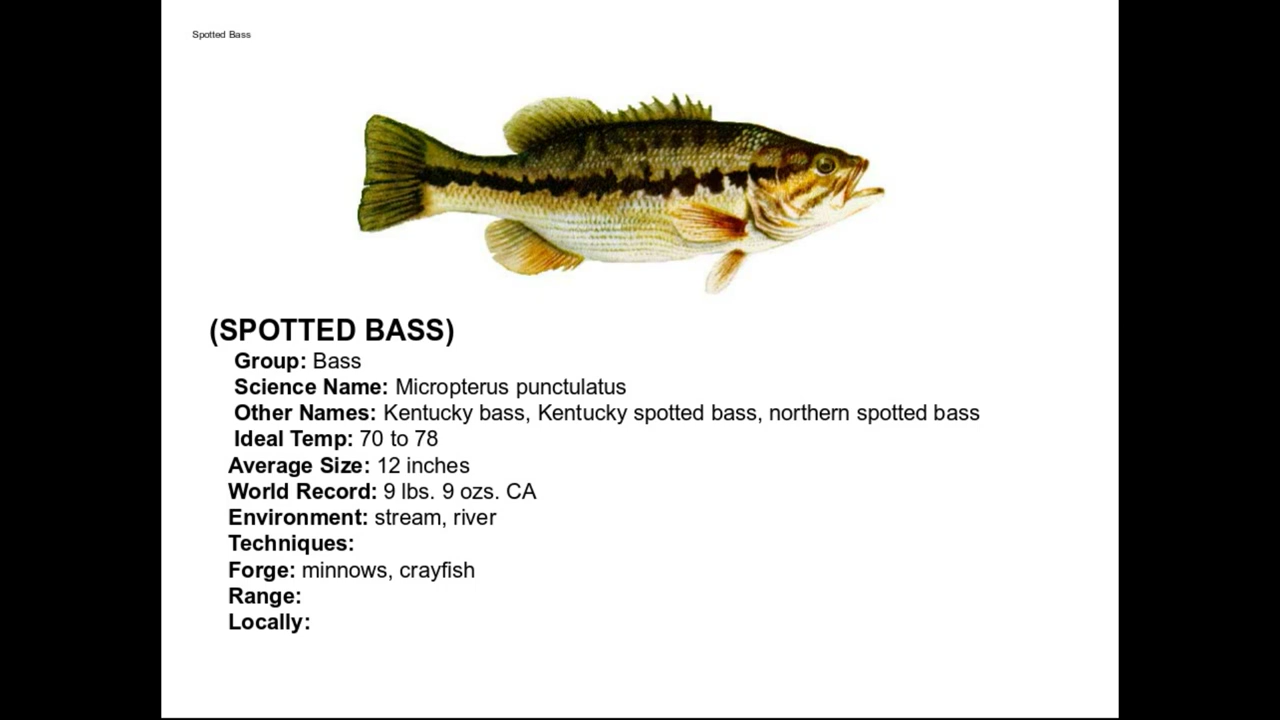 Spotted Bass
(SPOTTED BASS)
Group: Bass
Science Name: Micropterus punctulatus
Other Names: Kentucky bass, Kentucky spotted bass, northern spotted bass
Ideal Temp: 70 to 78
Average Size: 12 inches
World Record: 9 lbs. 9 ozs. CA
Environment: stream, river
Techniques:
Forge: minnows, crayfish
Range:
Locally: